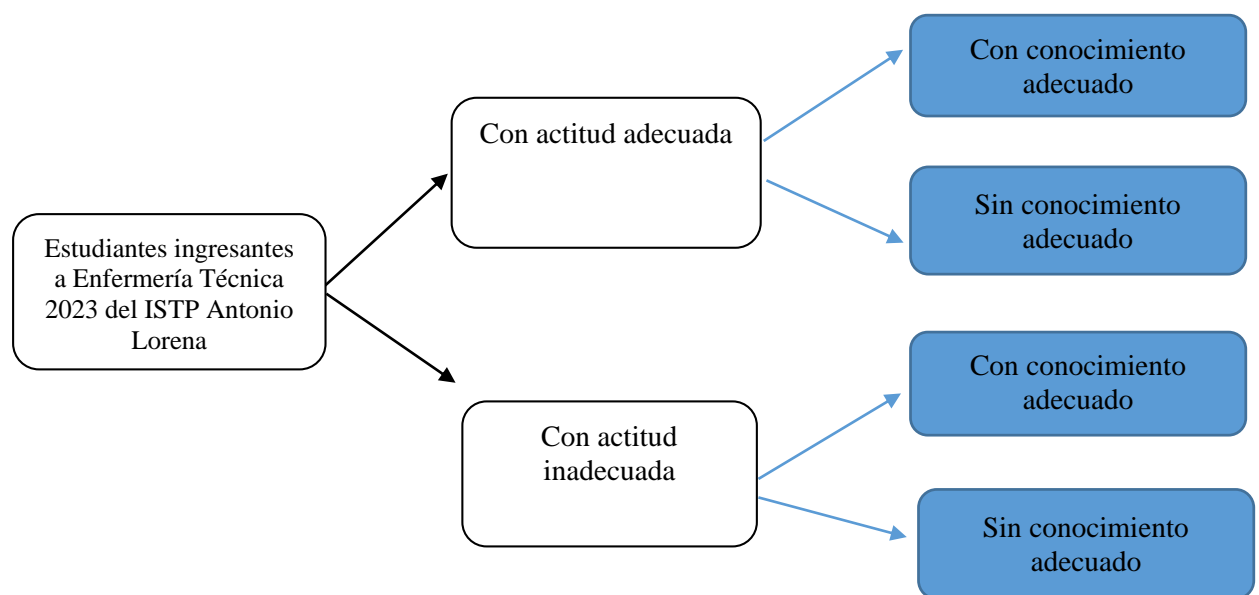 Estudiantes ingresantes
a Enfermería Técnica
2023 del ISTP Antonio
Lorena
Con actitud adecuada
Con actitud
inadecuada
Con conocimiento
adecuado
Sin conocimiento
adecuado
Con conocimiento
adecuado
Sin conocimiento
adecuado